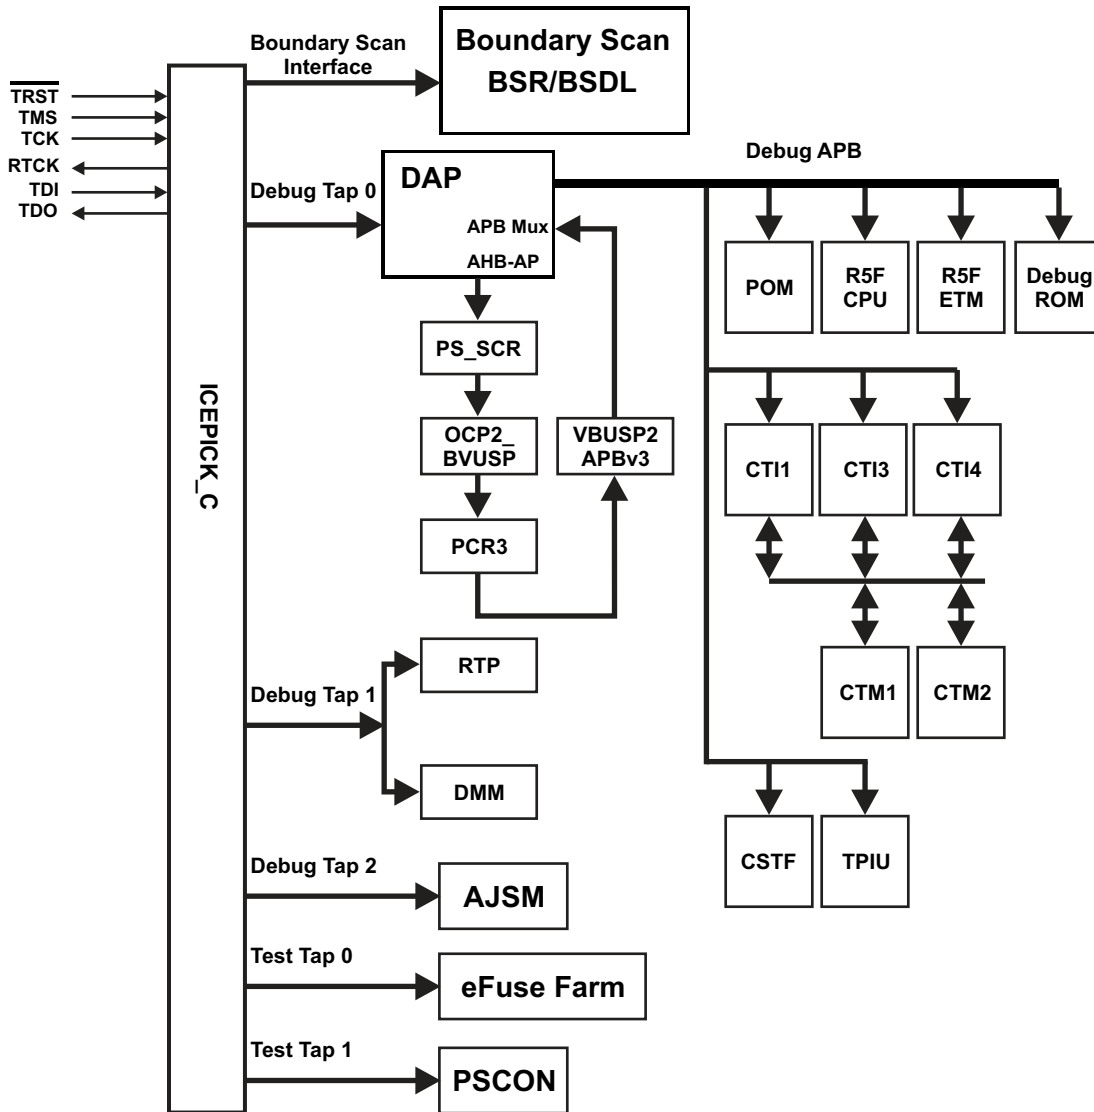 Boundary Scan
Interface
Boundary Scan
BSR/BSDL
TRST
TMS
TCK
RTCK
TDI
TDO
ICEPICK_C
Debug Tap 0
DAP
APB Mux
AHB-AP
Debug APB
POM
R5F
CPU
R5F
ETM
Debug
ROM
PS_SCR
OCP2_
BVUSP
VBUSP2
APBv3
PCR3
CTI1
CTI3
CTI4
CTM1
CTM2
Debug Tap 1
RTP
DMM
CSTF
TPIU
Debug Tap 2
AJSM
Test Tap 0
eFuse Farm
Test Tap 1
PSCON